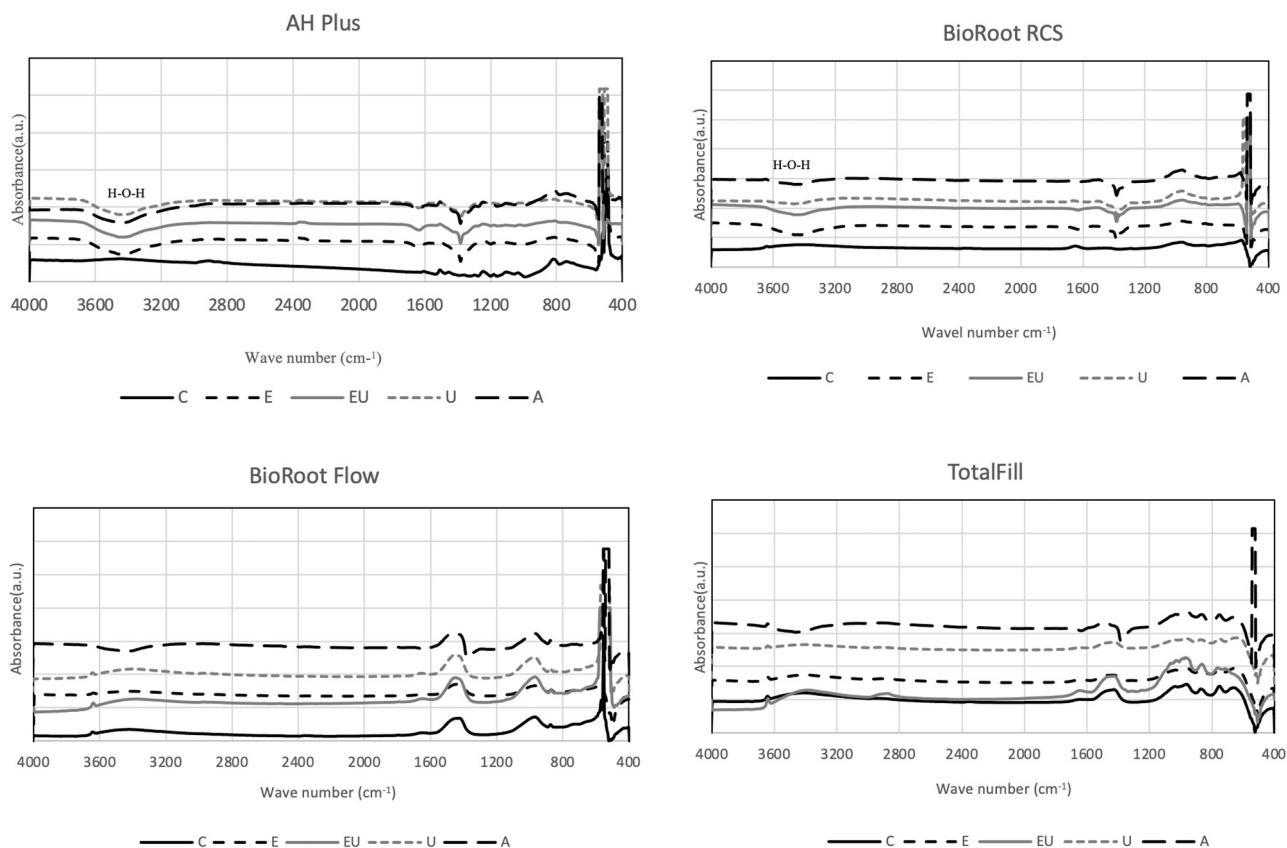 AH Plus
Absorbance(a.u.)
H-O-H
4000 3600 3200 2800 2400 2000 1600 1200 800 400
Wave number (cm-1)
C E EU U A
BioRoot RCS
Absorbance(a.u.)
H-O-H
4000 3600 3200 2800 2400 2000 1600 1200 800 400
Wavel number cm-1)
C E EU U A
BioRoot Flow
Absorbance(a.u.)
4000 3600 3200 2800 2400 2000 1600 1200 800 400
Wave number (cm-1)
C E EU U A
TotalFill
Absorbance(a.u.)
4000 3600 3200 2800 2400 2000 1600 1200 800 400
Wave number (cm-1)
C E EU U A